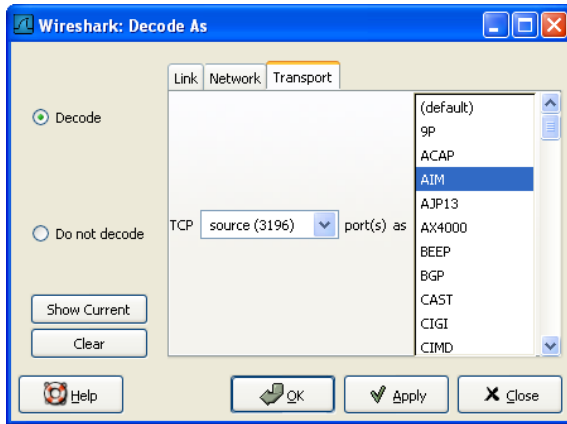 Wireshark: Decode As
Link Network Transport
Decode
Do not decode
Show Current
Clear
TCP source (3196) port(s) as
(default)
9P
ACAP
AIM
AJP13
AX4000
BEEP
BGP
CAST
CIGI
CIMD
Help
OK
Apply
Close